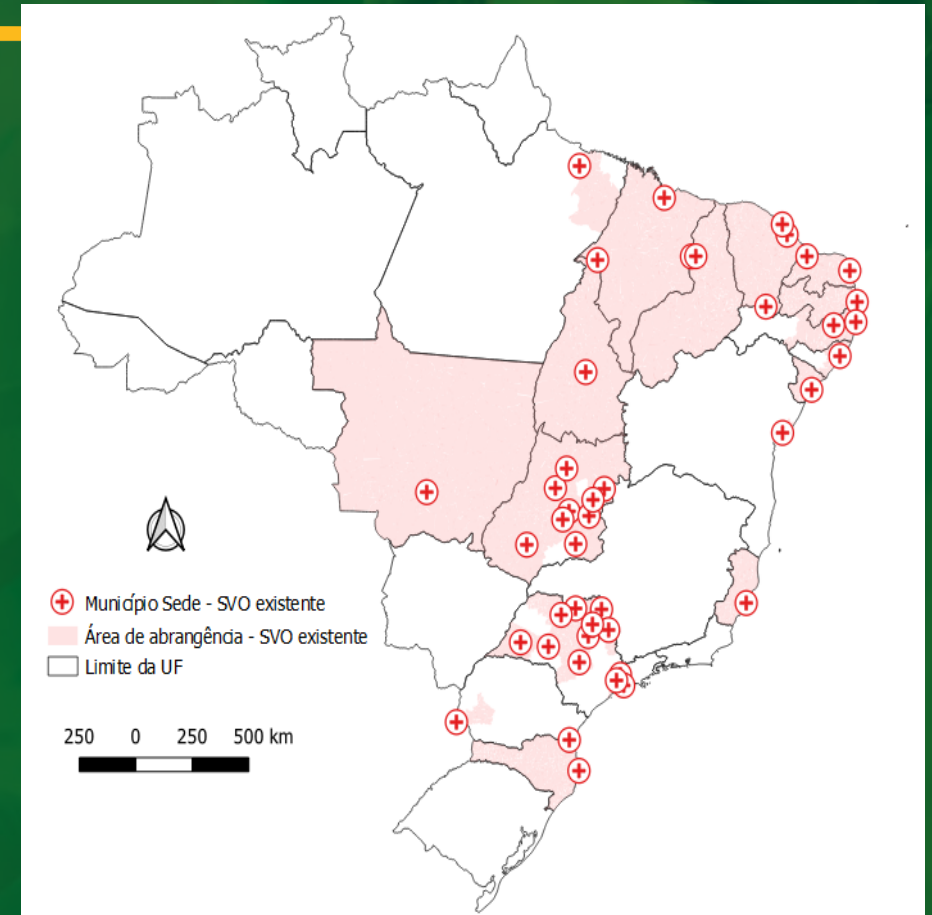 Município Sede - SVO existente
Área de abrangência - SVO existente
Limite da UF
250 0 250 500 km